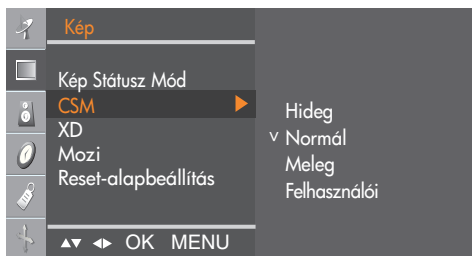 Kép
Kép Státusz Mód
CSM
XD
Mozi
Reset-alapbeállítás
Hideg
v Normál
Meleg
Felhasználói
OK MENU